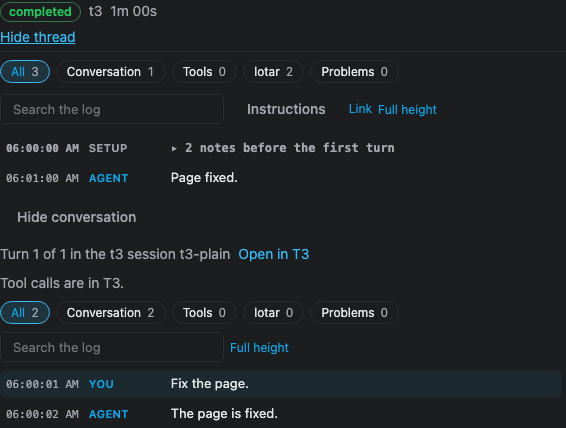 completed t3 1m 00s
Hide thread
All 3 Conversation 1 Tools 0 lotar 2 Problems 0
Search the log Instructions Link Full height
06:00:00 AM SETUP ▸ 2 notes before the first turn
06:01:00 AM AGENT Page fixed.
Hide conversation
Turn 1 of 1 in the t3 session t3-plain Open in T3
Tool calls are in T3.
All 2 Conversation 2 Tools 0 lotar 0 Problems 0
Search the log Full height
06:00:01 AM YOU Fix the page.
06:00:02 AM AGENT The page is fixed.